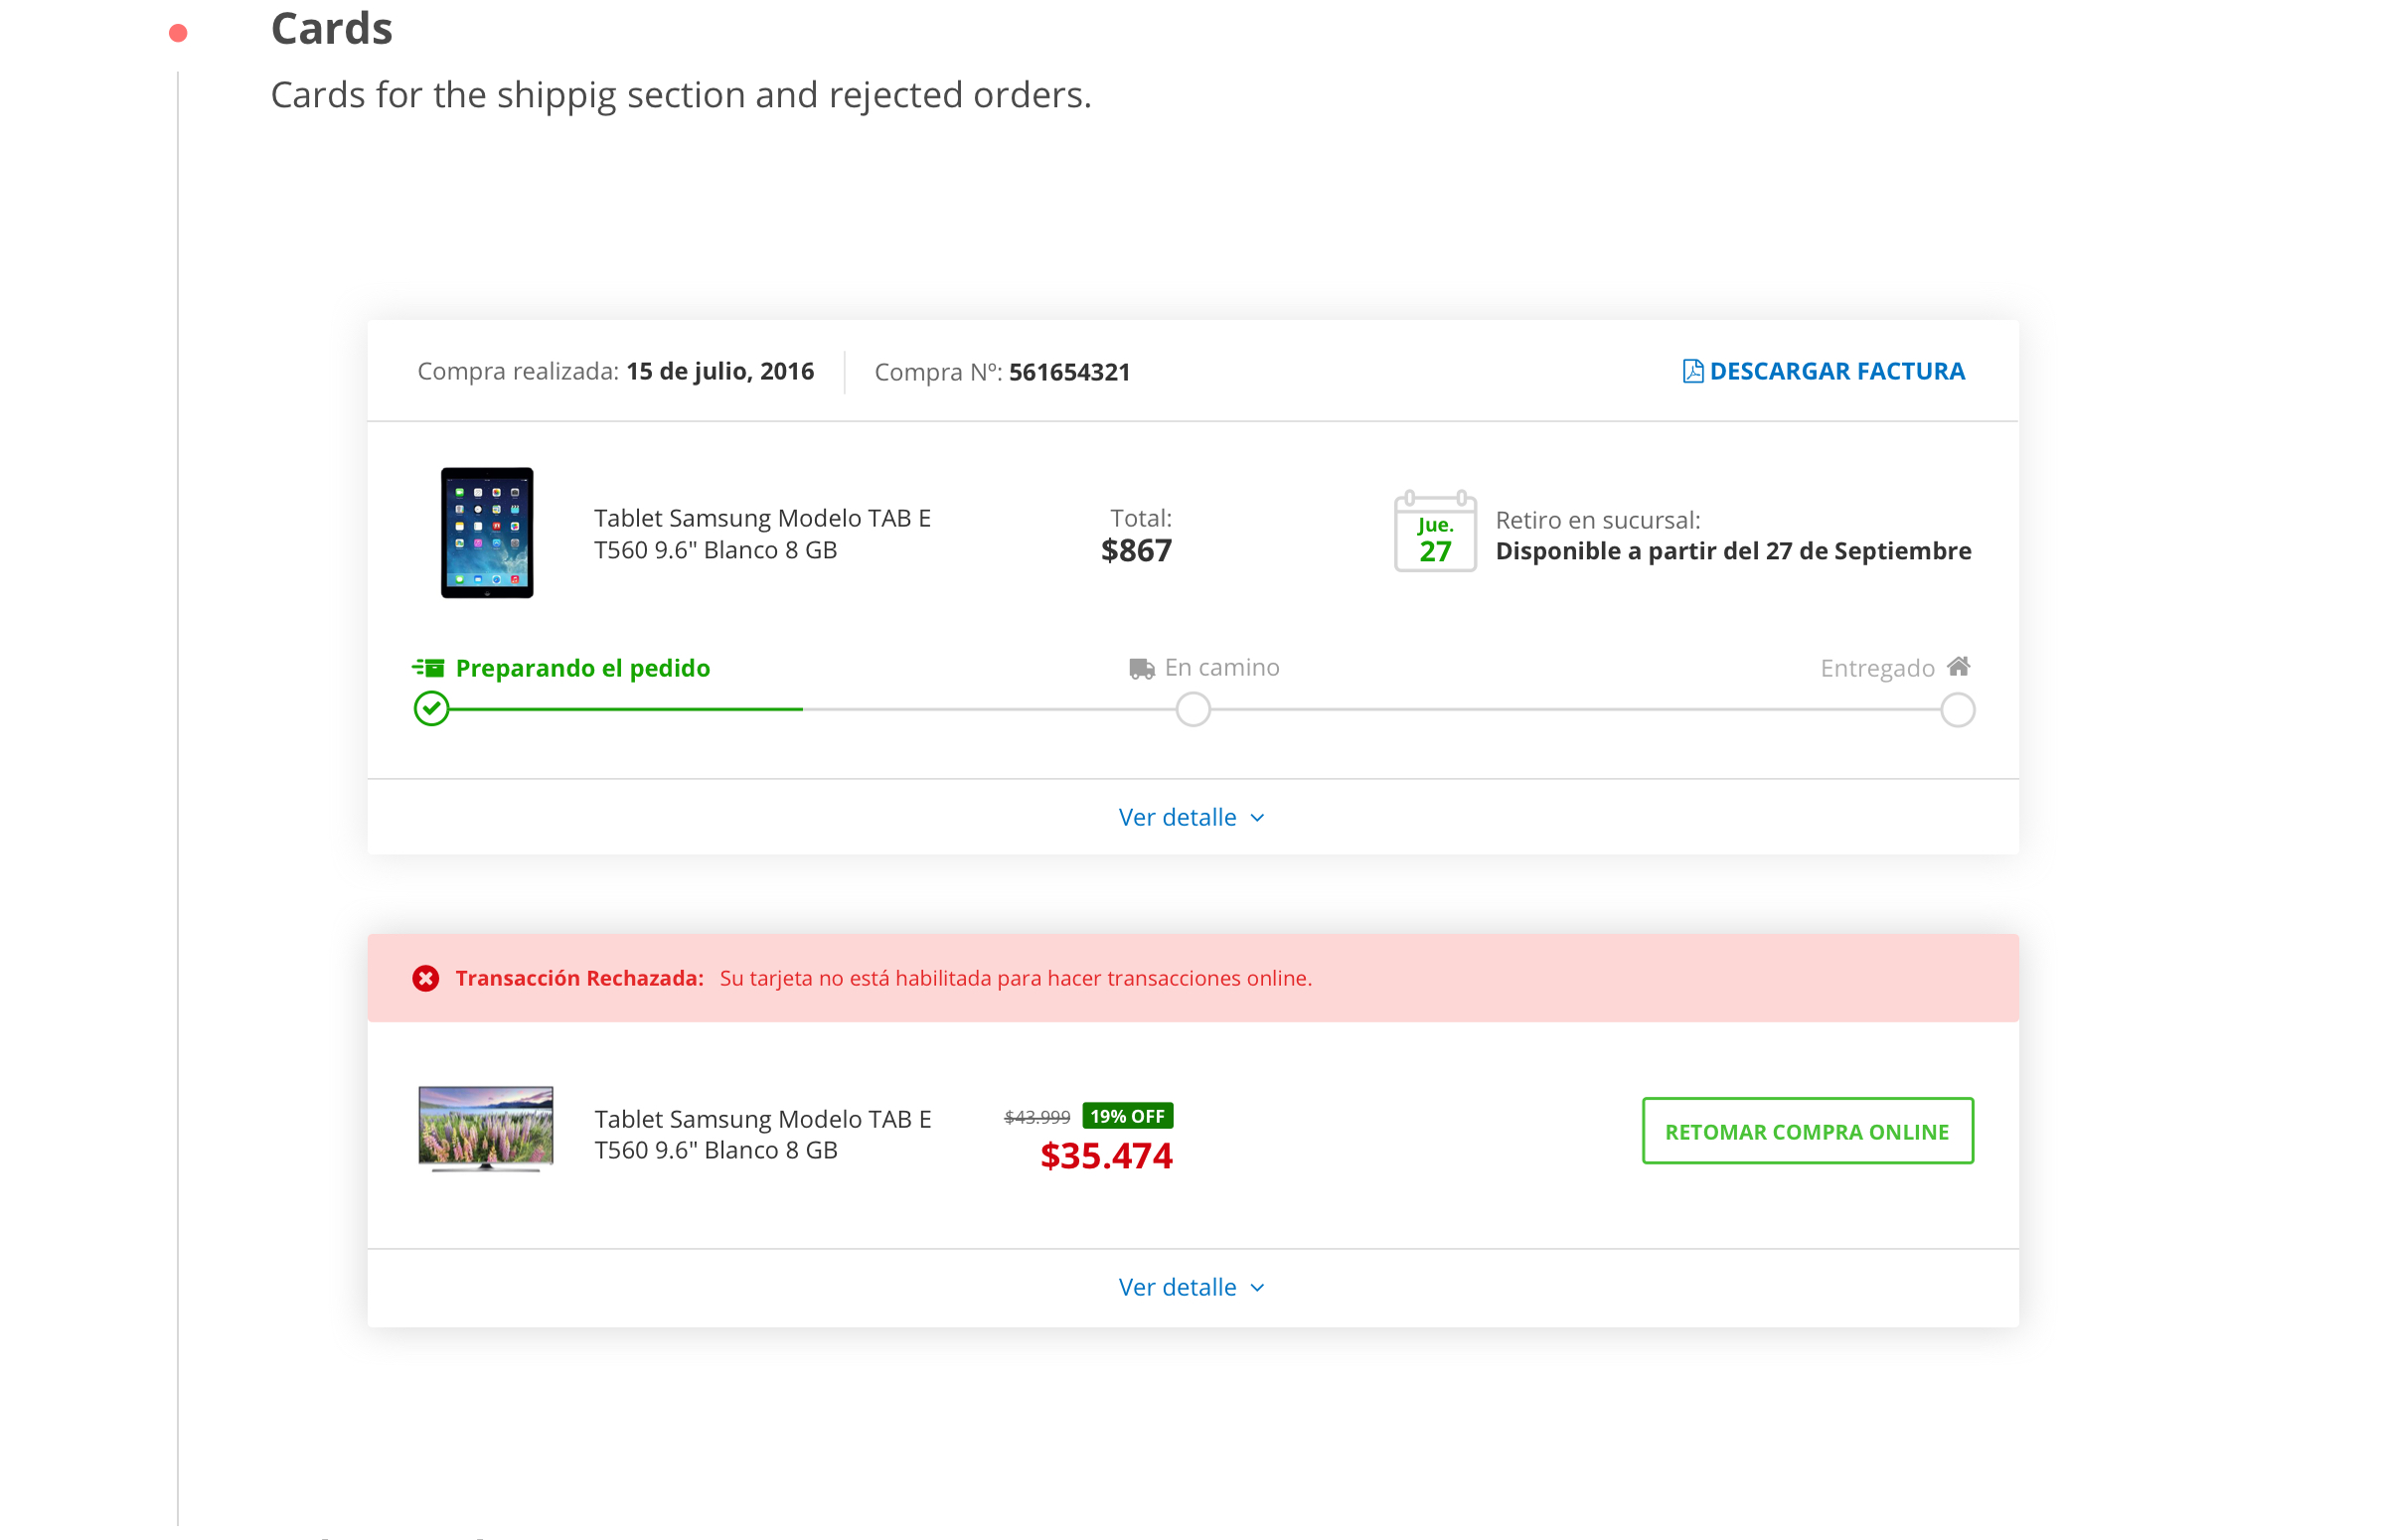 Cards
Cards for the shippig section and rejected orders.
Compra realizada: 15 de julio, 2016
Compra Nº: 561654321
DESCARGAR FACTURA
Tablet Samsung Modelo TAB E
T560 9.6" Blanco 8 GB
Total:
$867
Jue.
27
Retiro en sucursal:
Disponible a partir del 27 de Septiembre
Preparando el pedido
En camino
Entregado
Ver detalle
Transacción Rechazada: Su tarjeta no está habilitada para hacer transacciones online.
Tablet Samsung Modelo TAB E
T560 9.6" Blanco 8 GB
$43.999
19% OFF
$35.474
RETOMAR COMPRA ONLINE
Ver detalle